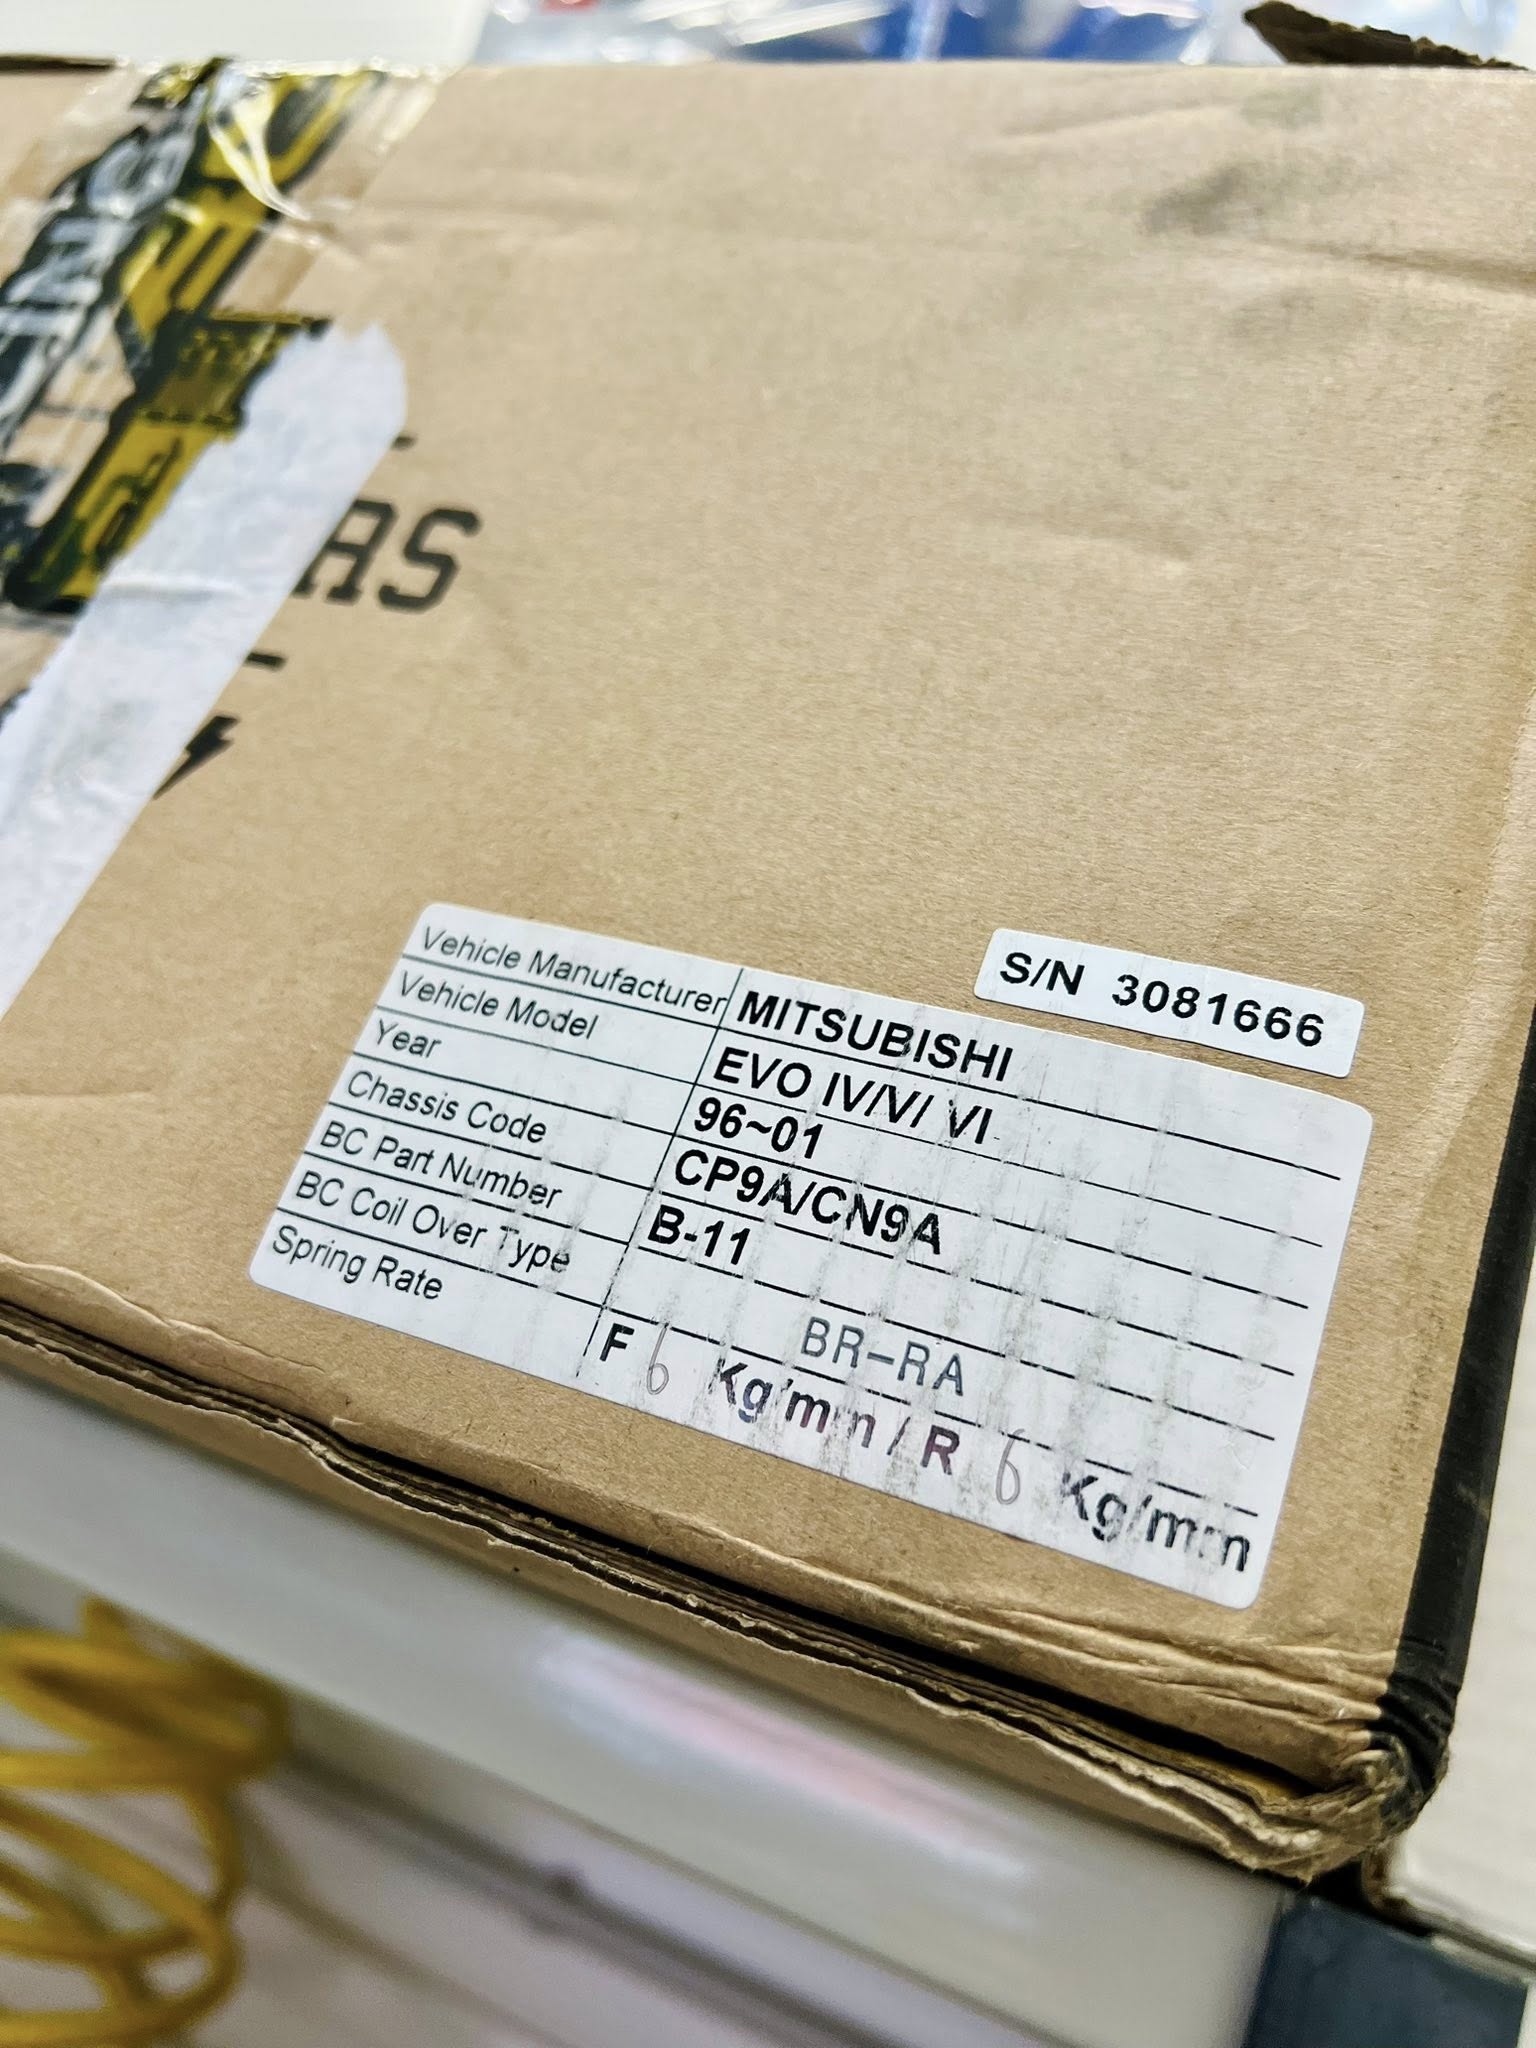 AS
S/N 3081666
Vehicle Manufacturer MITSUBISHI
Vehicle Model EVO IV/V/ VI
Year 96~01
Chassis Code CP9A/CN9A
BC Part Number B-11
BC Coil Over Type BR-RA
Spring Rate F 6 Kg/mm / R 6 Kg/mm